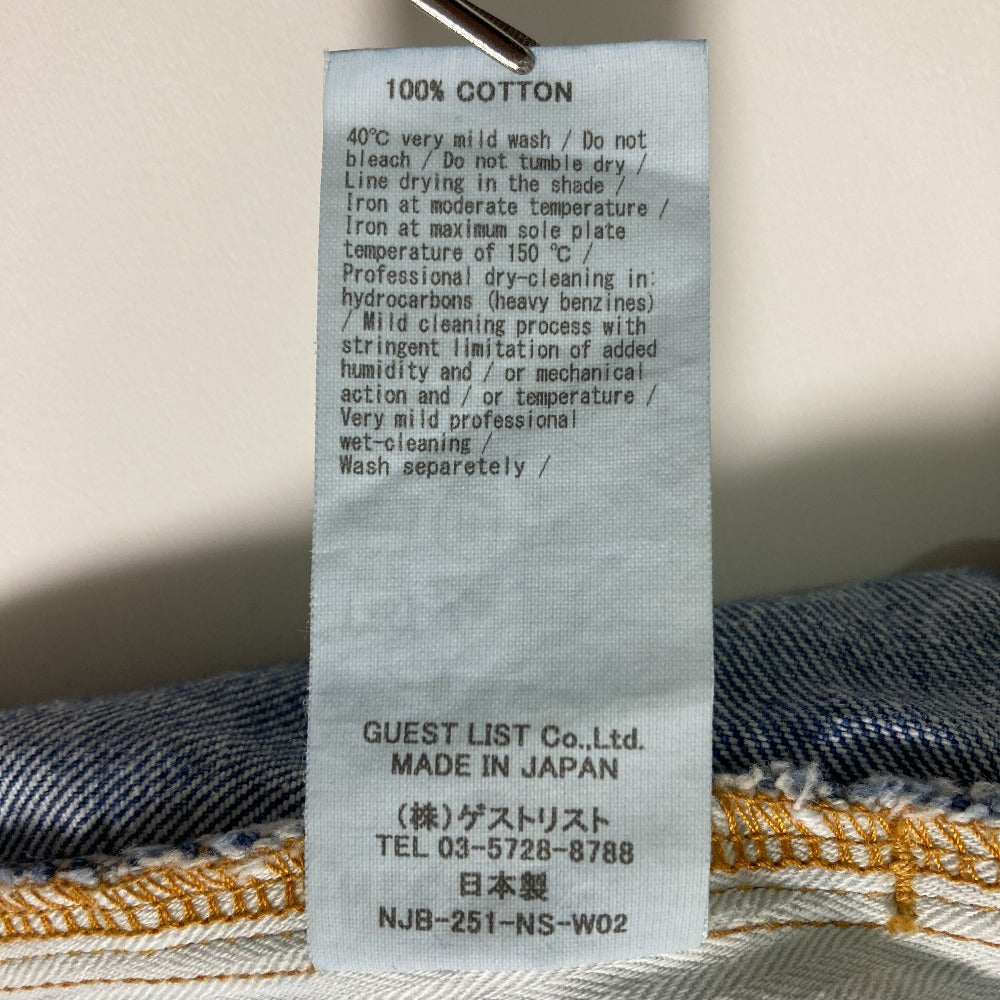 100% COTTON
40℃ very mild wash / Do not
bleach / Do not tumble dry /
Line drying in the shade /
Iron at moderate temperature /
Iron at maximum sole plate
temperature of 150 ℃ /
Professional dry-cleaning in:
hydrocarbons (heavy benzines)
/ Mild cleaning process with
stringent limitation of added
humidity and / or mechanical
action and / or temperature /
Very mild professional
wet-cleaning /
Wash separetely /
GUEST LIST Co.,Ltd.
MADE IN JAPAN
(株)ゲストリスト
TEL 03-5728-8788
日本製
NJB-251-NS-W02